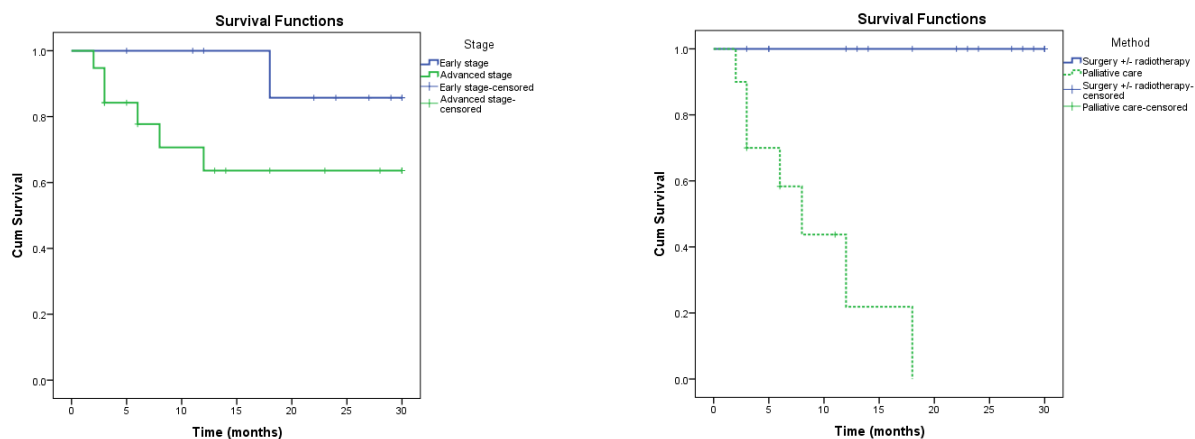 Survival Functions
Stage
Early stage
Advanced stage
Early stage-censored
Advanced stage-
censored
1.0
0.8
0.6
0.4
0.2
0.0
Cum Survival
0
5
10
15
20
25
30
Time (months)
Survival Functions
Method
Surgery +/- radiotherapy
Palliative care
Surgery +/- radiotherapy-
censored
Palliative care-censored
1.0
0.8
0.6
0.4
0.2
0.0
Cum Survival
0
5
10
15
20
25
30
Time (months)